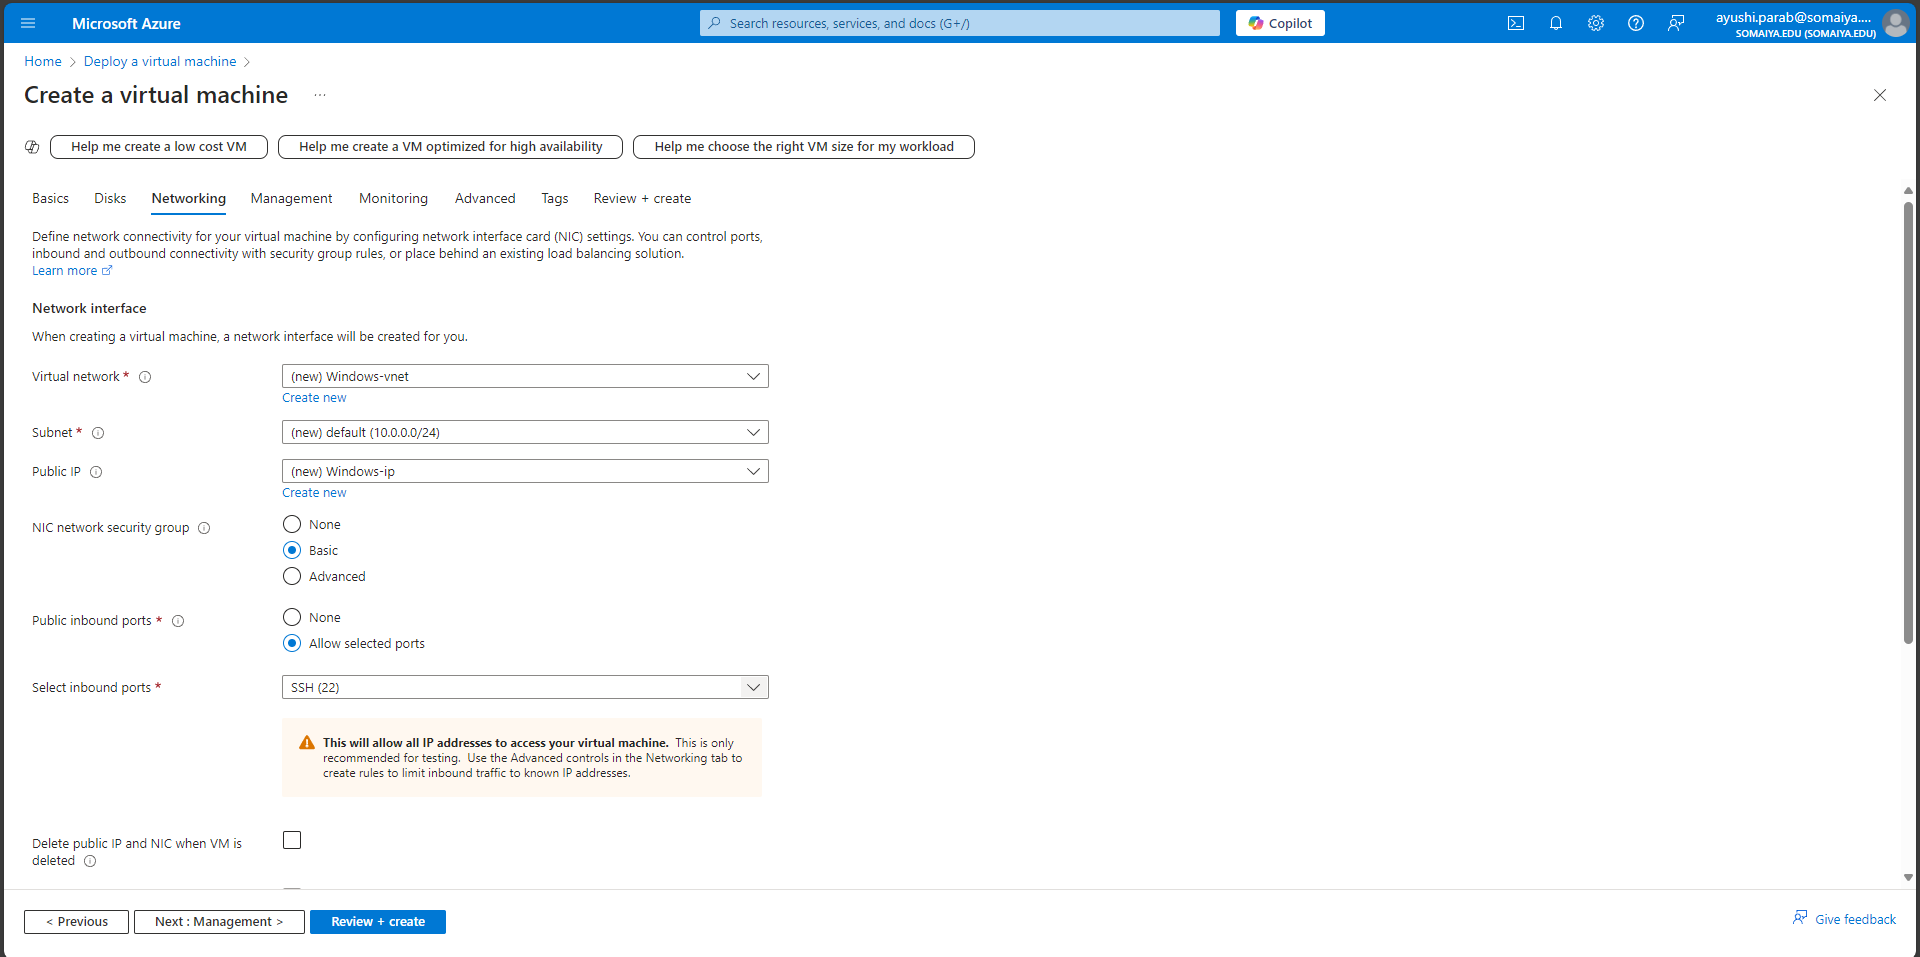 Microsoft Azure
Search resources, services, and docs (G+/)
Copilot
ayushi.parab@somaiya....
SOMAIYA.EDU (SOMAIYA.EDU)
Home > Deploy a virtual machine >
Create a virtual machine ...
Help me create a low cost VM
Help me create a VM optimized for high availability
Help me choose the right VM size for my workload
Basics Disks Networking Management Monitoring Advanced Tags Review + create
Define network connectivity for your virtual machine by configuring network interface card (NIC) settings. You can control ports,
inbound and outbound connectivity with security group rules, or place behind an existing load balancing solution.
Learn more
Network interface
When creating a virtual machine, a network interface will be created for you.
Virtual network *
(new) Windows-vnet
Create new
Subnet *
(new) default (10.0.0.0/24)
Public IP
(new) Windows-ip
Create new
NIC network security group
None
Basic
Advanced
Public inbound ports *
None
Allow selected ports
Select inbound ports *
SSH (22)
This will allow all IP addresses to access your virtual machine. This is only
recommended for testing. Use the Advanced controls in the Networking tab to
create rules to limit inbound traffic to known IP addresses.
Delete public IP and NIC when VM is
deleted
< Previous
Next : Management >
Review + create
Give feedback